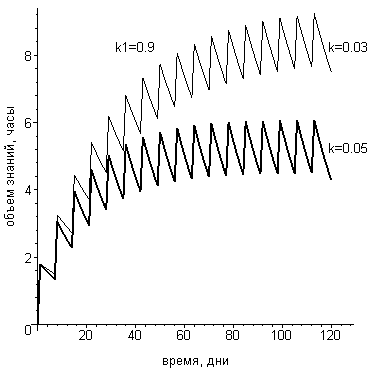 k1=0.9
k=0.03
k=0.05
объем знаний, часы
8
6
4
2
0
20
40
60
80
100
120
время, дни